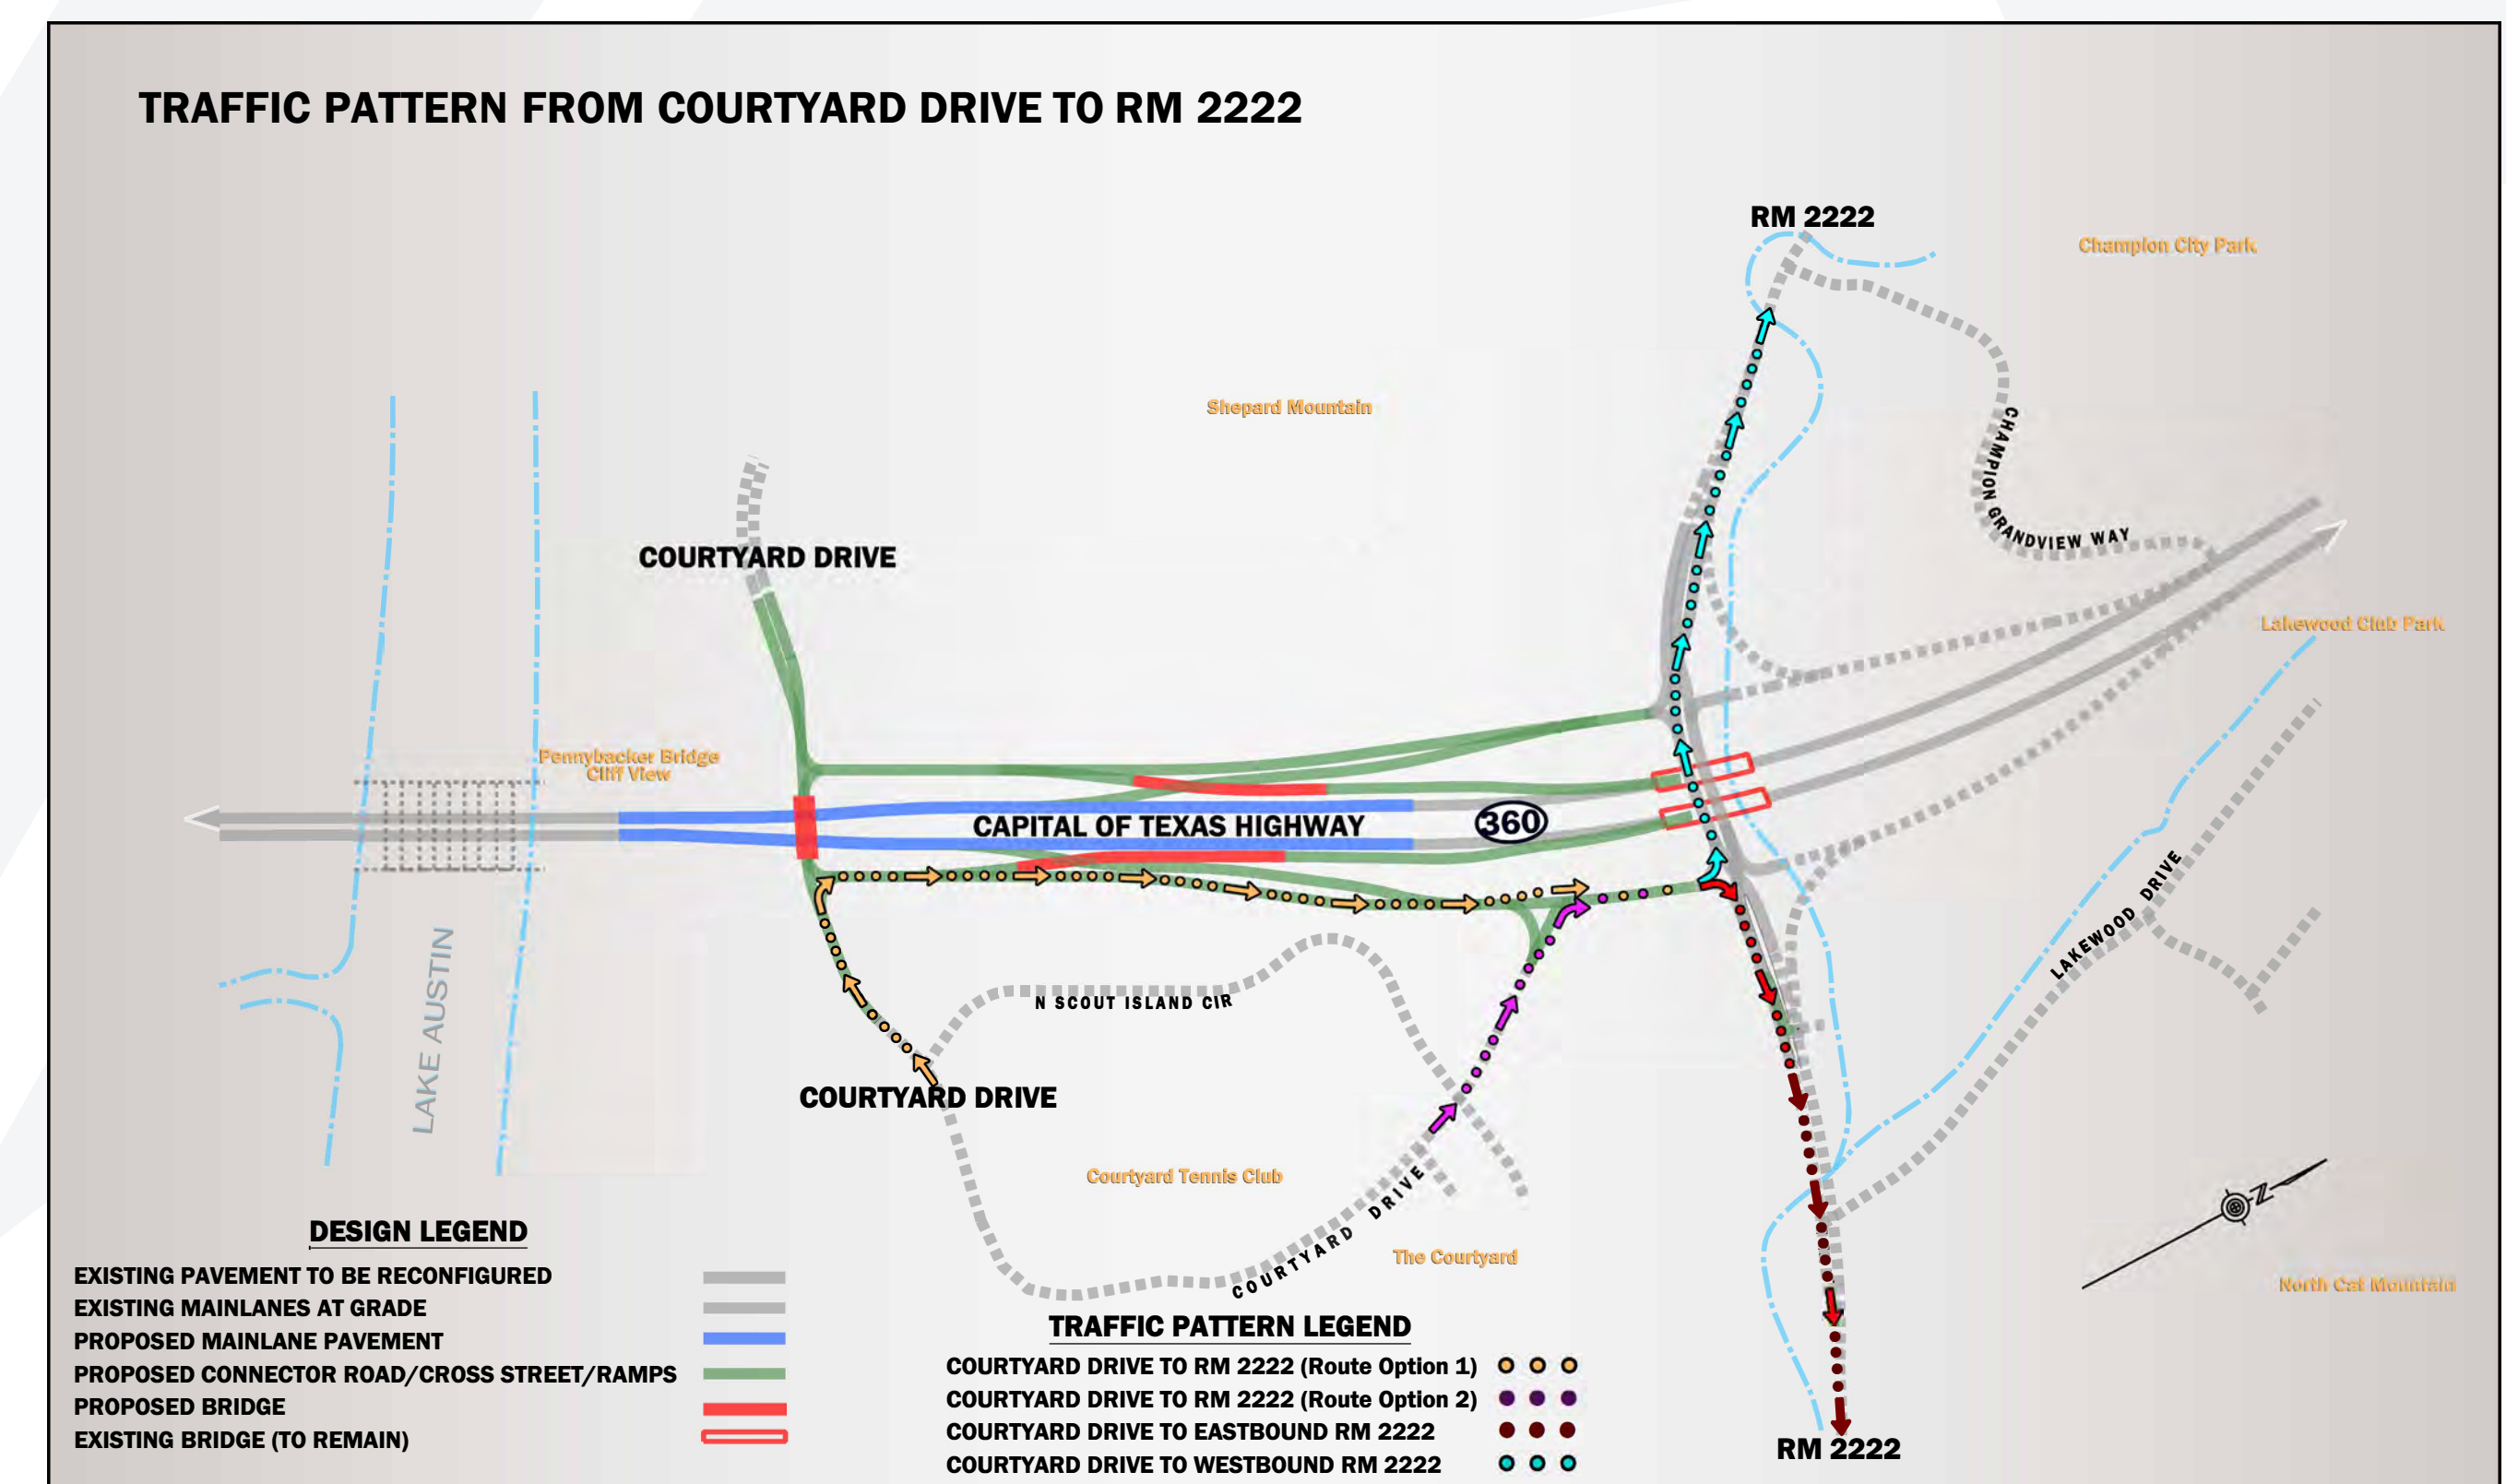 TRAFFIC PATTERN FROM COURTYARD DRIVE TO RM 2222
RM 2222
Champion City Park
Shepard Mountain
CHAMPION GRANDVIEW WAY
COURTYARD DRIVE
Lakewood Club Park
Pennybacker Bridge
Cliff View
CAPITAL OF TEXAS HIGHWAY
360
LAKEWOOD DRIVE
LAKE AUSTIN
N SCOUT ISLAND CIR
COURTYARD DRIVE
Courtyard Tennis Club
COURTYARD DRIVE
The Courtyard
N
North Cat Mountain
DESIGN LEGEND
EXISTING PAVEMENT TO BE RECONFIGURED
EXISTING MAINLANES AT GRADE
PROPOSED MAINLANE PAVEMENT
PROPOSED CONNECTOR ROAD/CROSS STREET/RAMPS
PROPOSED BRIDGE
EXISTING BRIDGE (TO REMAIN)
TRAFFIC PATTERN LEGEND
COURTYARD DRIVE TO RM 2222 (Route Option 1)
COURTYARD DRIVE TO RM 2222 (Route Option 2)
COURTYARD DRIVE TO EASTBOUND RM 2222
COURTYARD DRIVE TO WESTBOUND RM 2222
RM 2222